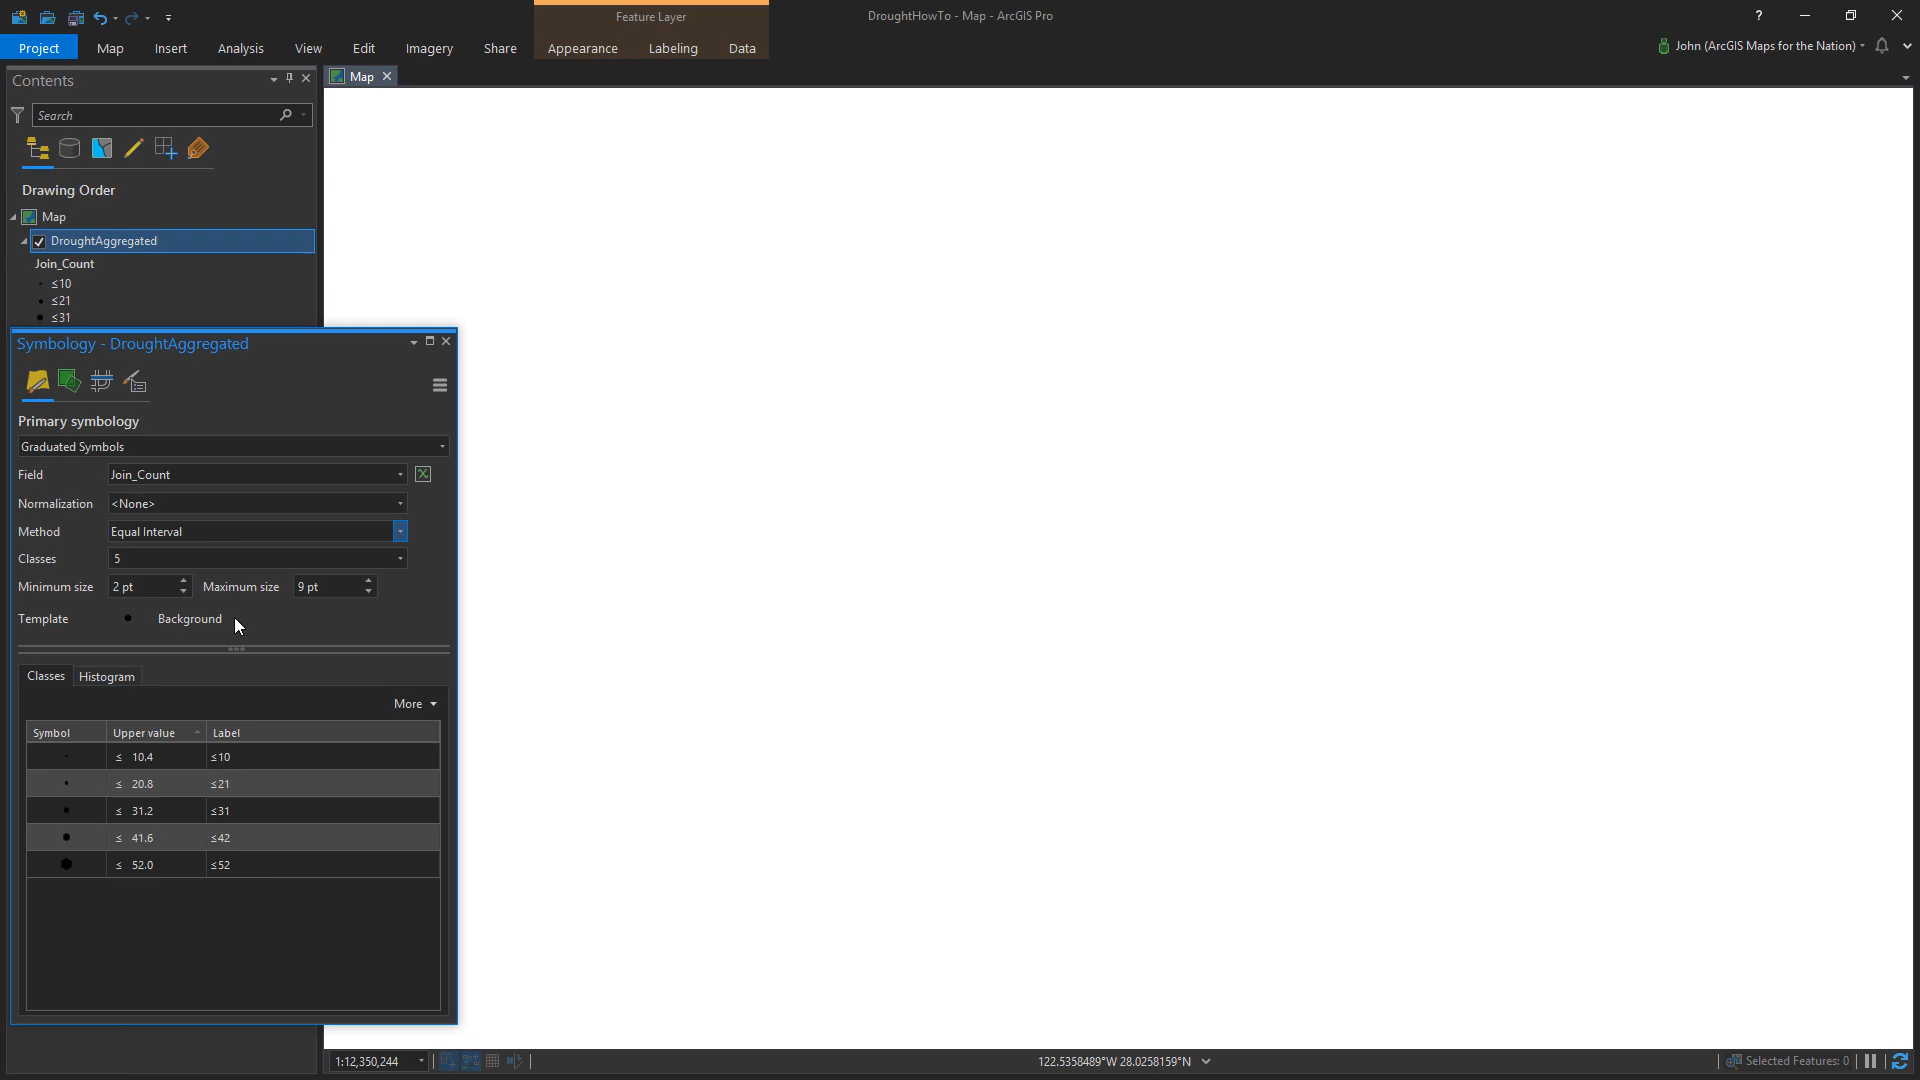 Feature Layer
DroughtHowTo - Map - ArcGIS Pro
?
Project
Map
Insert
Analysis
View
Edit
Imagery
Share
Appearance
Labeling
Data
John (ArcGIS Maps for the Nation)
Contents
Map
Search
Drawing Order
Map
DroughtAggregated
Join_Count
≤10
≤21
≤31
Symbology - DroughtAggregated
Primary symbology
Graduated Symbols
Field
Join_Count
Normalization
<None>
Method
Equal Interval
Classes
5
Minimum size
2 pt
Maximum size
9 pt
Template
Background
Classes
Histogram
More
Symbol
Upper value
Label
≤ 10.4
≤10
≤ 20.8
≤21
≤ 31.2
≤31
≤ 41.6
≤42
≤ 52.0
≤52
1:12,350,244
122.5358489°W 28.0258159°N
Selected Features: 0